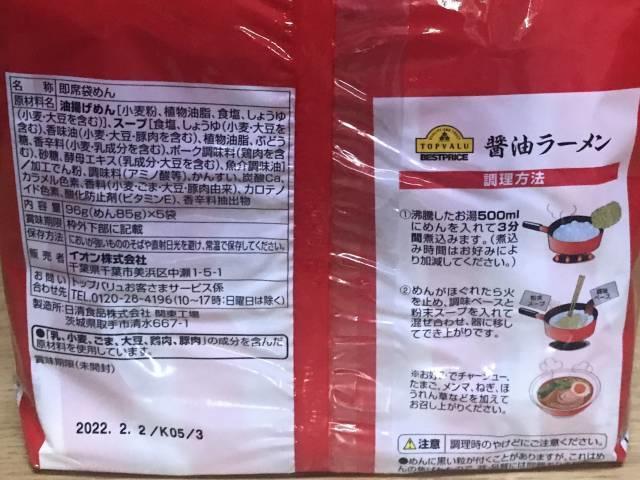 名 称 即席袋めん
原材料名 油揚げめん[小麦粉、植物油脂、食塩、しょうゆ
(小麦・大豆を含む)]、スープ[食塩、しょうゆ(小麦・大豆を含
む)、香味油(小麦・大豆・豚肉を含む)、植物油脂、ぶどう
糖、香辛料(小麦・乳成分を含む)、ポーク調味料(鶏肉を含
む)、砂糖、酵母エキス(乳成分・大豆を含む)、魚介調味油]
/加工でん粉、調味料(アミノ酸等)、かんすい、炭酸Ca、
カラメル色素、香料(小麦・ごま・大豆・豚肉由来)、カロテノ
イド色素、酸化防止剤(ビタミンE)、香辛料抽出物
内 容 量 96g(めん85g)×5袋
賞味期限 枠外下部に記載
保存方法 においが強いもののそばや直射日光を避け、常温で保存してください。
販 売 者 イオン株式会社
千葉県千葉市美浜区中瀬1-5-1
お問い合わせ先 トップバリュお客さまサービス係
TEL.0120-28-4196(10~17時:日曜日は除く)
製造所 日清食品株式会社 関東工場
茨城県取手市清水667-1
●「乳、小麦、ごま、大豆、鶏肉、豚肉」の成分を含んだ
原材料を使用しています。
賞味期限(未開封)
2022. 2. 2/K05/3
TOPVALU
BESTPRICE
醤油ラーメン
調理方法
①沸騰したお湯500ml
にめんを入れて3分
間煮込みます。(煮込
み時間はお好みによ
り加減してください。)
②めんがほぐれたら火
を止め、調味ペーストと
粉末スープを入れて
混ぜ合わせ、器に移し
てでき上がりです。
※お好みでチャーシュー、
たまご、メンマ、ねぎ、ほ
うれん草などを加えて
お召し上がりください。
注意 調理時のやけどにご注意ください。
●めんに黒い粒が付くことがありますが、これはめ